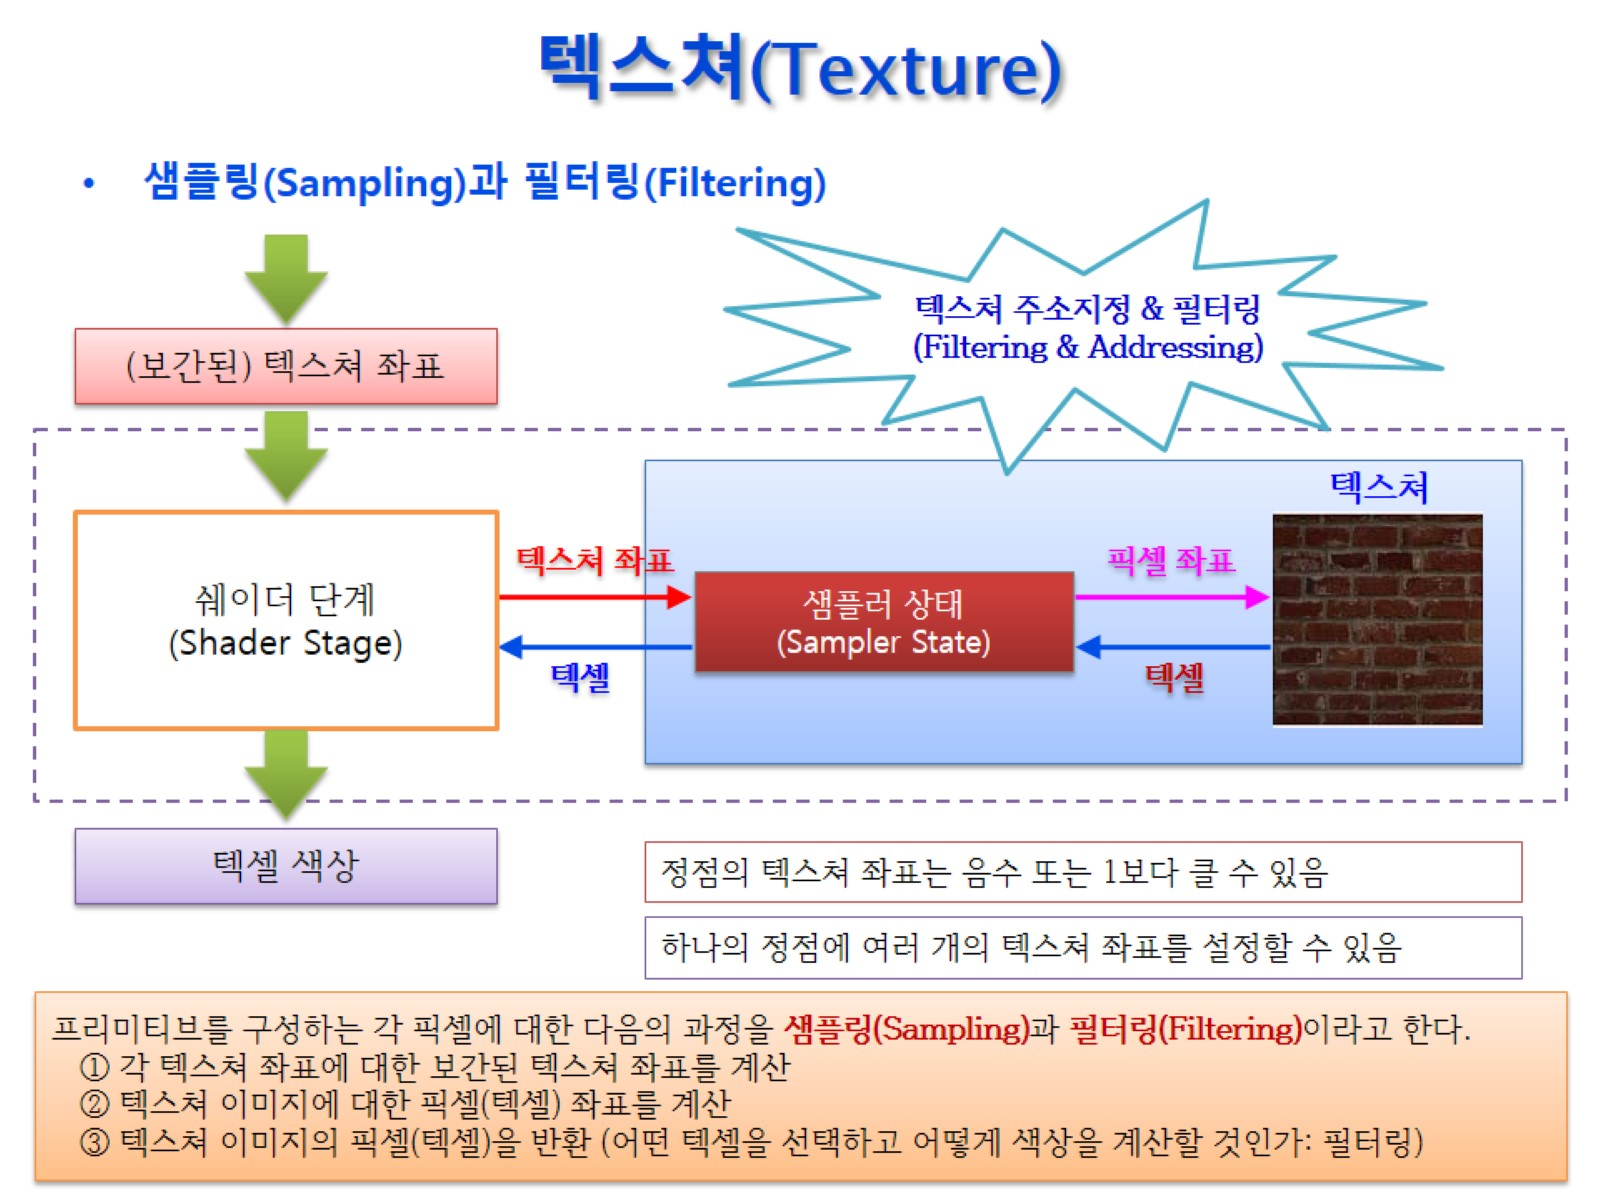 텍스쳐(Texture)
• 샘플링(Sampling)과 필터링(Filtering)
텍스쳐 주소지정 & 필터링
(Filtering & Addressing)
(보간된) 텍스쳐 좌표
텍스쳐
텍스쳐 좌표
픽셀 좌표
쉐이더 단계
(Shader Stage)
샘플러 상태
(Sampler State)
텍셀
텍셀
텍셀 색상
정점의 텍스쳐 좌표는 음수 또는 1보다 클 수 있음
하나의 정점에 여러 개의 텍스쳐 좌표를 설정할 수 있음
프리미티브를 구성하는 각 픽셀에 대한 다음의 과정을 샘플링(Sampling)과 필터링(Filtering)이라고 한다.
① 각 텍스쳐 좌표에 대한 보간된 텍스쳐 좌표를 계산
② 텍스쳐 이미지에 대한 픽셀(텍셀) 좌표를 계산
③ 텍스쳐 이미지의 픽셀(텍셀)을 반환 (어떤 텍셀을 선택하고 어떻게 색상을 계산할 것인가: 필터링)